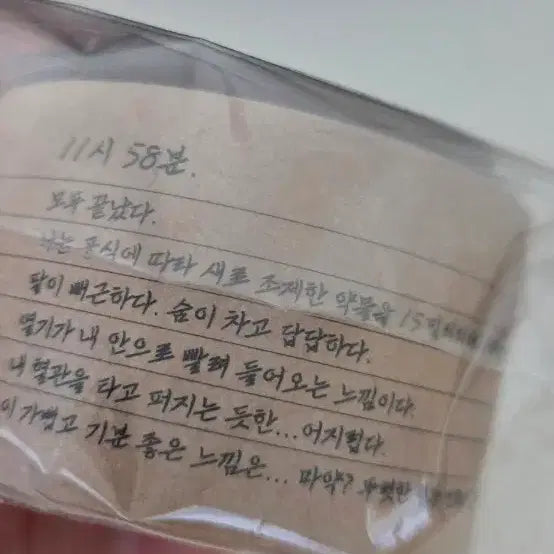 11시 58분.
모두 끝났다.
나는 공식에 따라 새로 조제한 약물을 15
팔이 뻐근하다. 숨이 차고 답답하다.
열기가 내 안으로 빨려 들어오는 느낌이다.
내 혈관을 타고 퍼지는 듯한... 어지럽다.
이 가볍고 기분 좋은 느낌은... 마약?